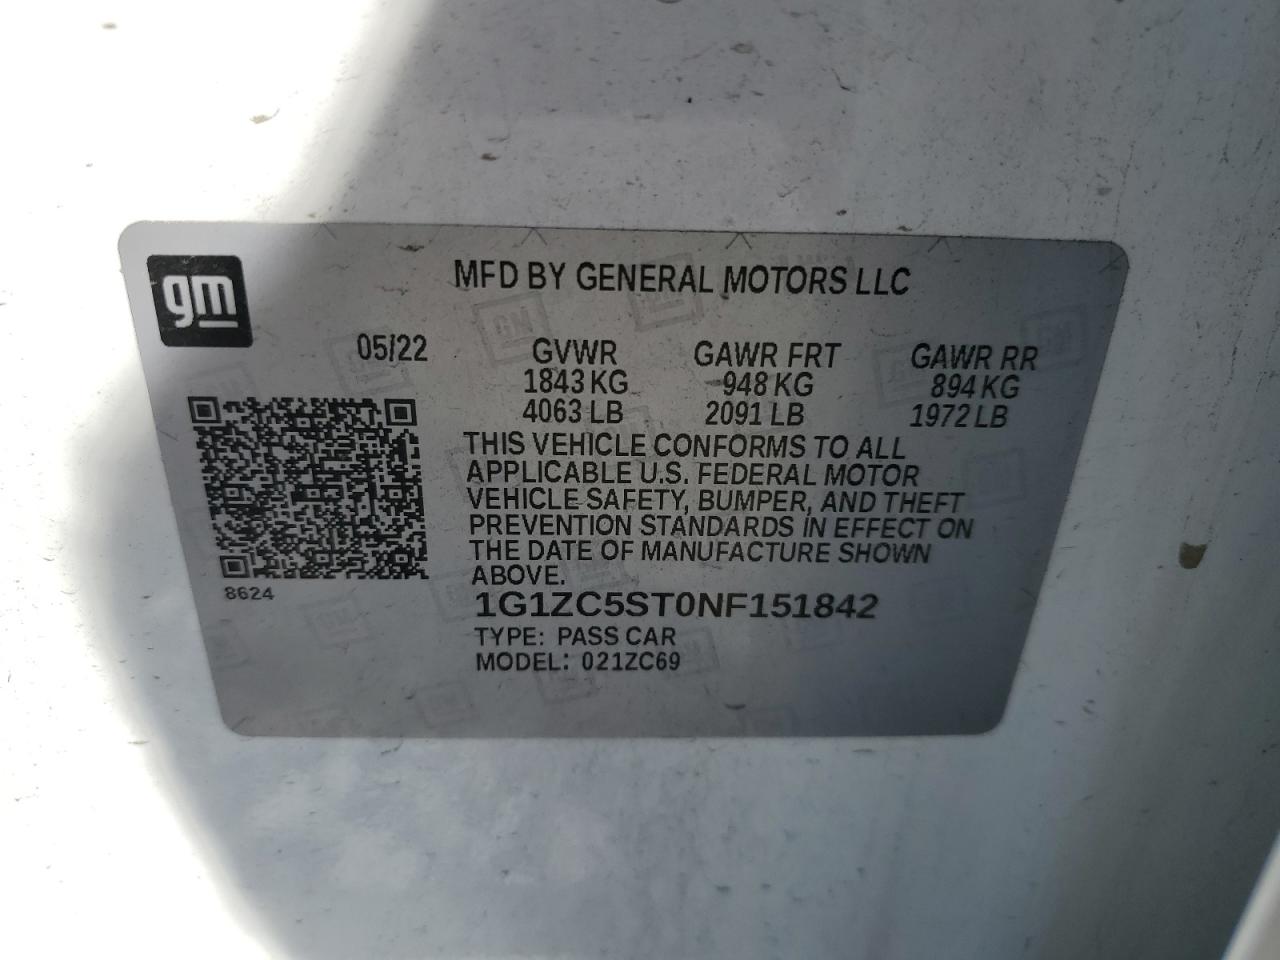 gm
MFD BY GENERAL MOTORS LLC
05/22 GVWR GAWR FRT GAWR RR
1843 KG 948 KG 894 KG
4063 LB 2091 LB 1972 LB
THIS VEHICLE CONFORMS TO ALL
APPLICABLE U.S. FEDERAL MOTOR
VEHICLE SAFETY, BUMPER, AND THEFT
PREVENTION STANDARDS IN EFFECT ON
THE DATE OF MANUFACTURE SHOWN
ABOVE.
8624
1G1ZC5ST0NF151842
TYPE: PASS CAR
MODEL: 021ZC69